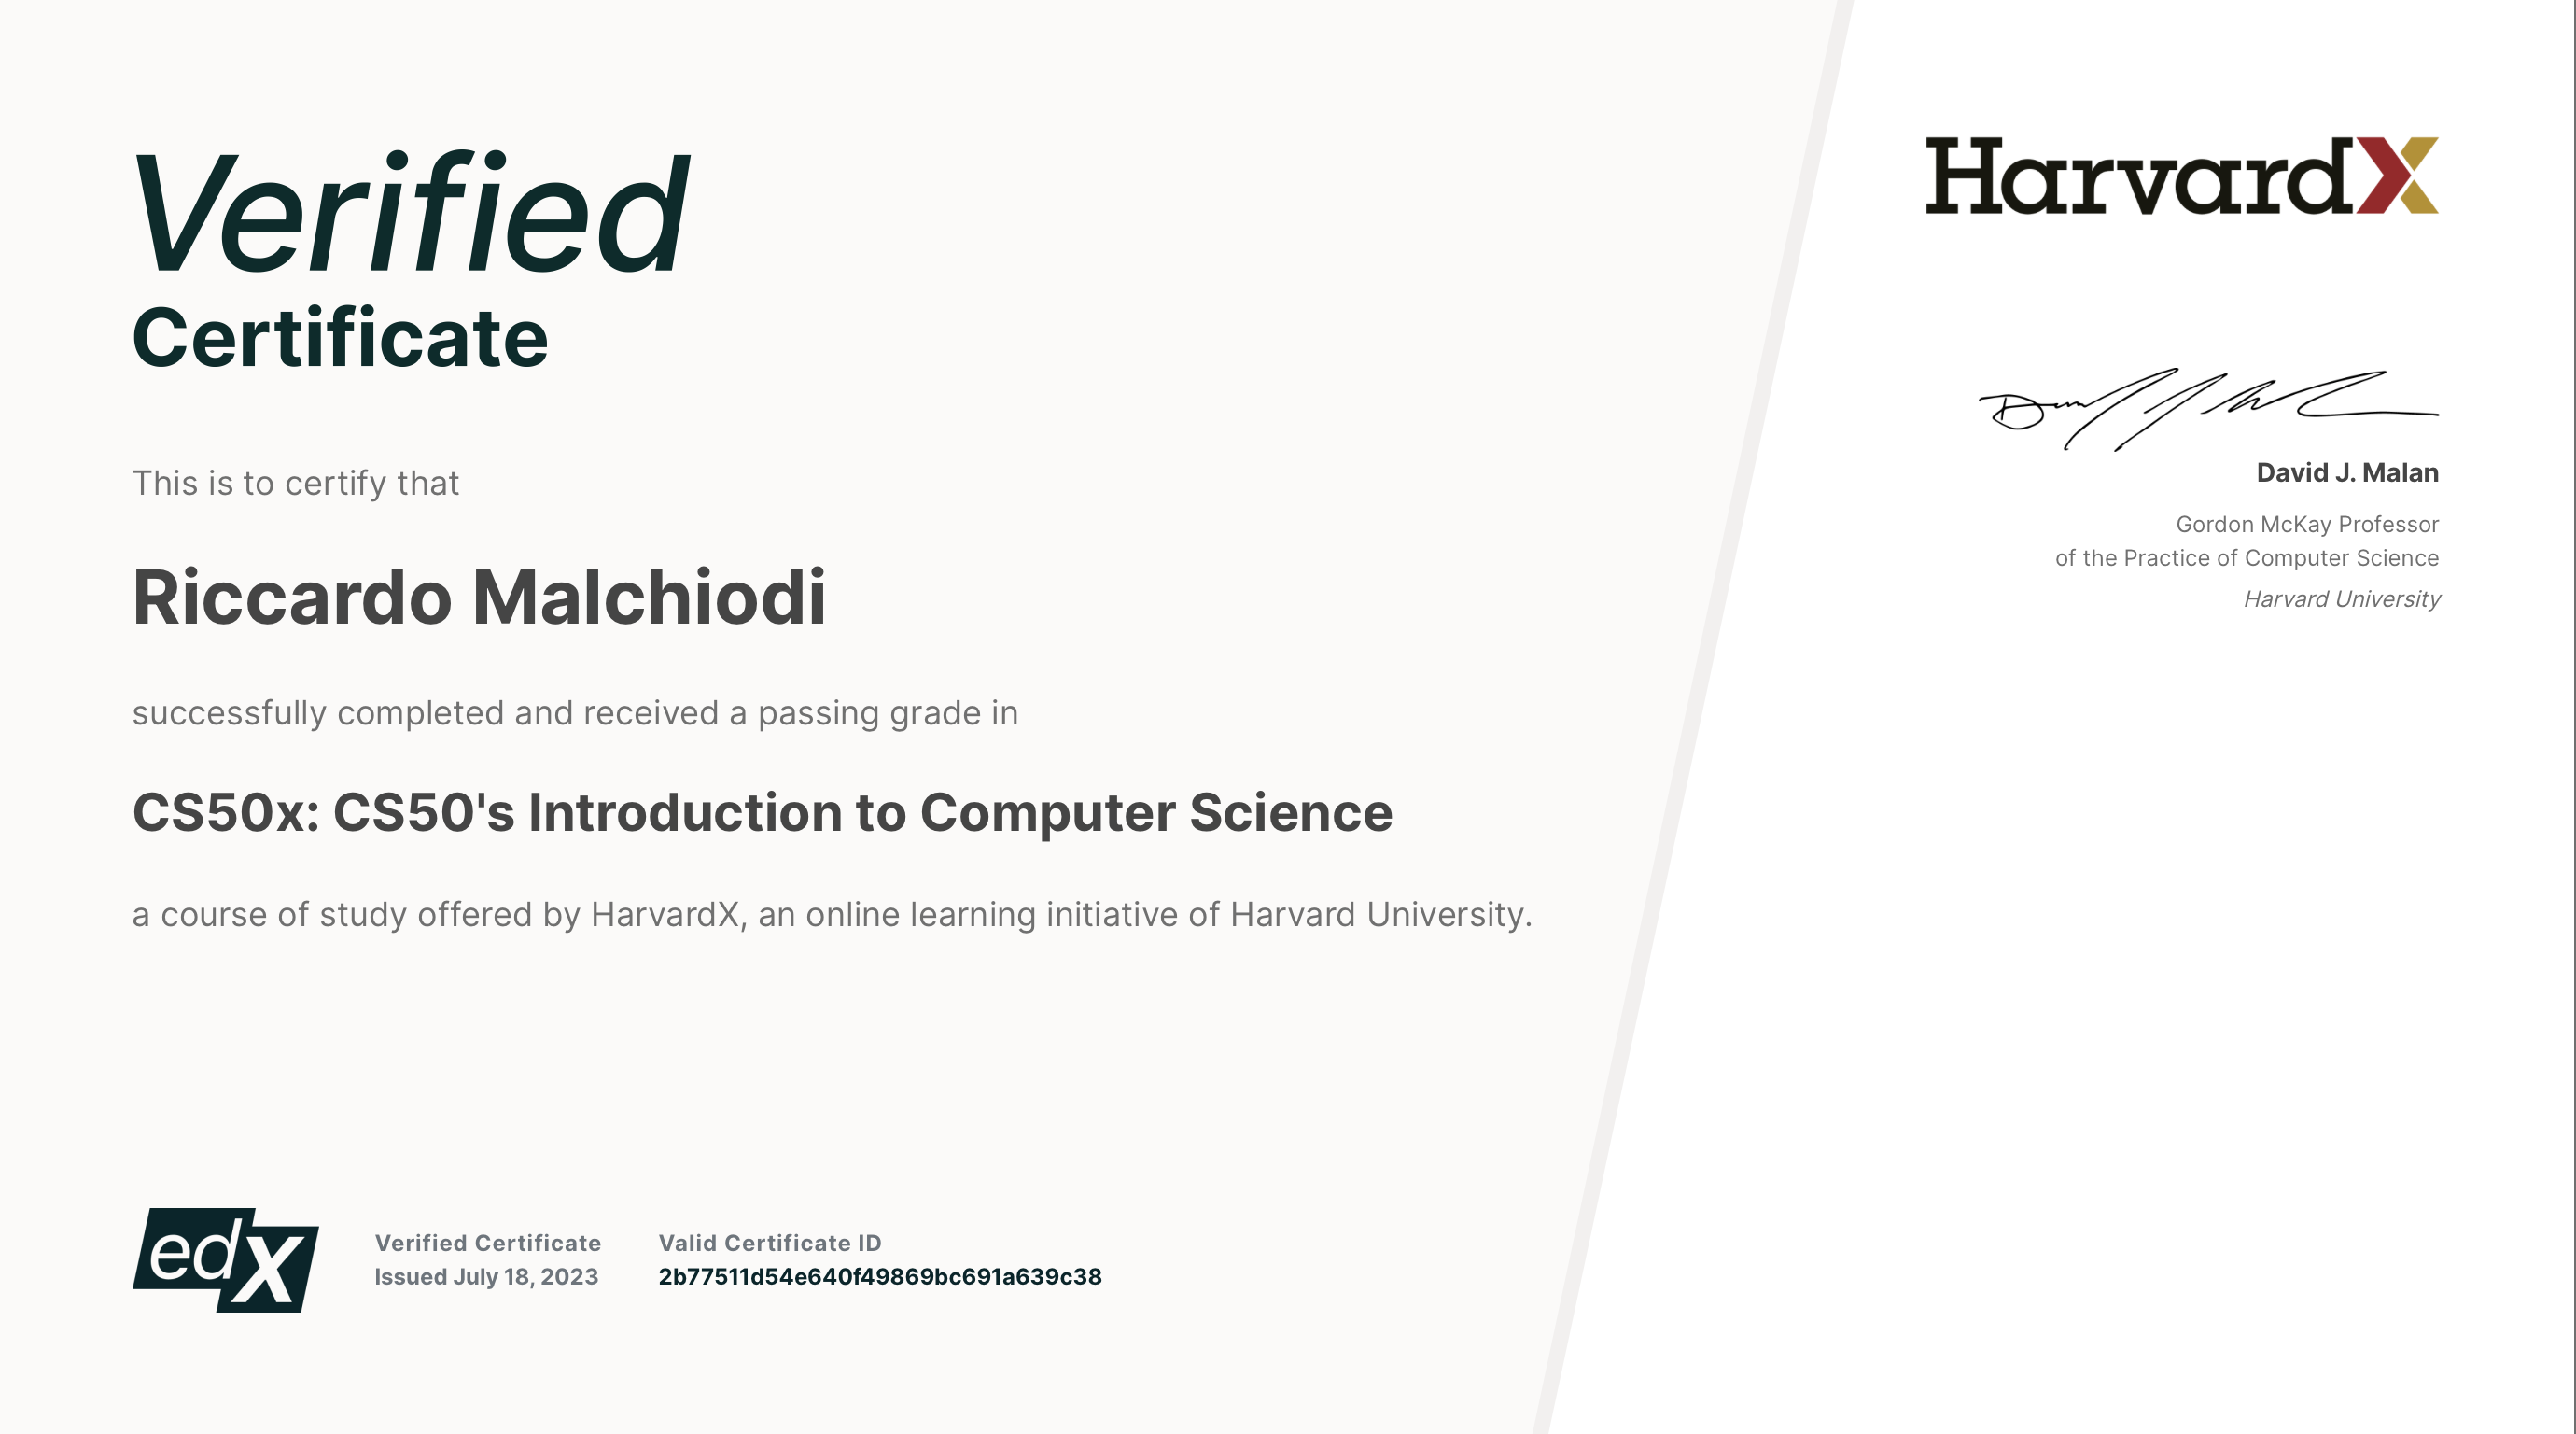 Verified
Certificate
This is to certify that
Riccardo Malchiodi
successfully completed and received a passing grade in
CS50x: CS50's Introduction to Computer Science
a course of study offered by HarvardX, an online learning initiative of Harvard University.
HarvardX
David J. Malan
Gordon McKay Professor
of the Practice of Computer Science
Harvard University
edX
Verified Certificate
Issued July 18, 2023
Valid Certificate ID
2b77511d54e640f49869bc691a639c38